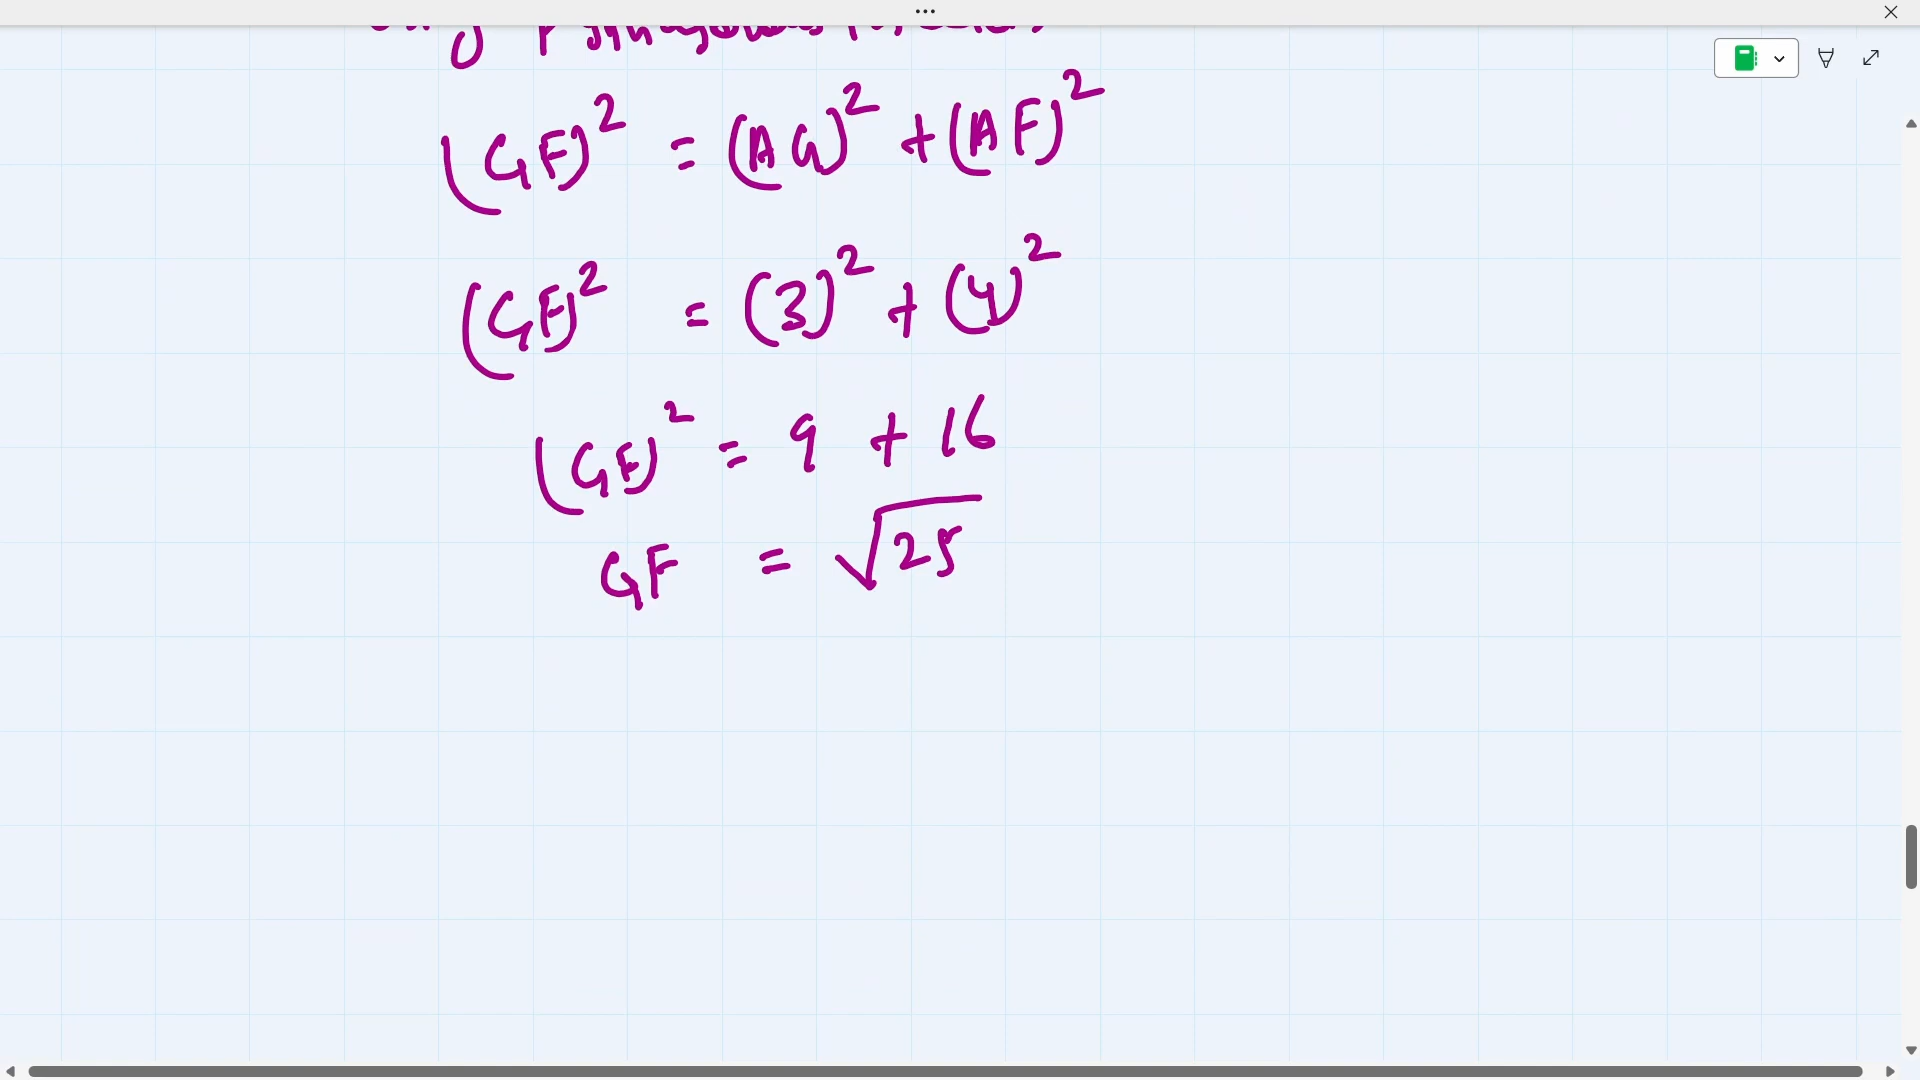 (GF)² = (AG)² + (AF)²
(GF)² = (3)² + (4)²
(GF)² = 9 + 16
GF = √25